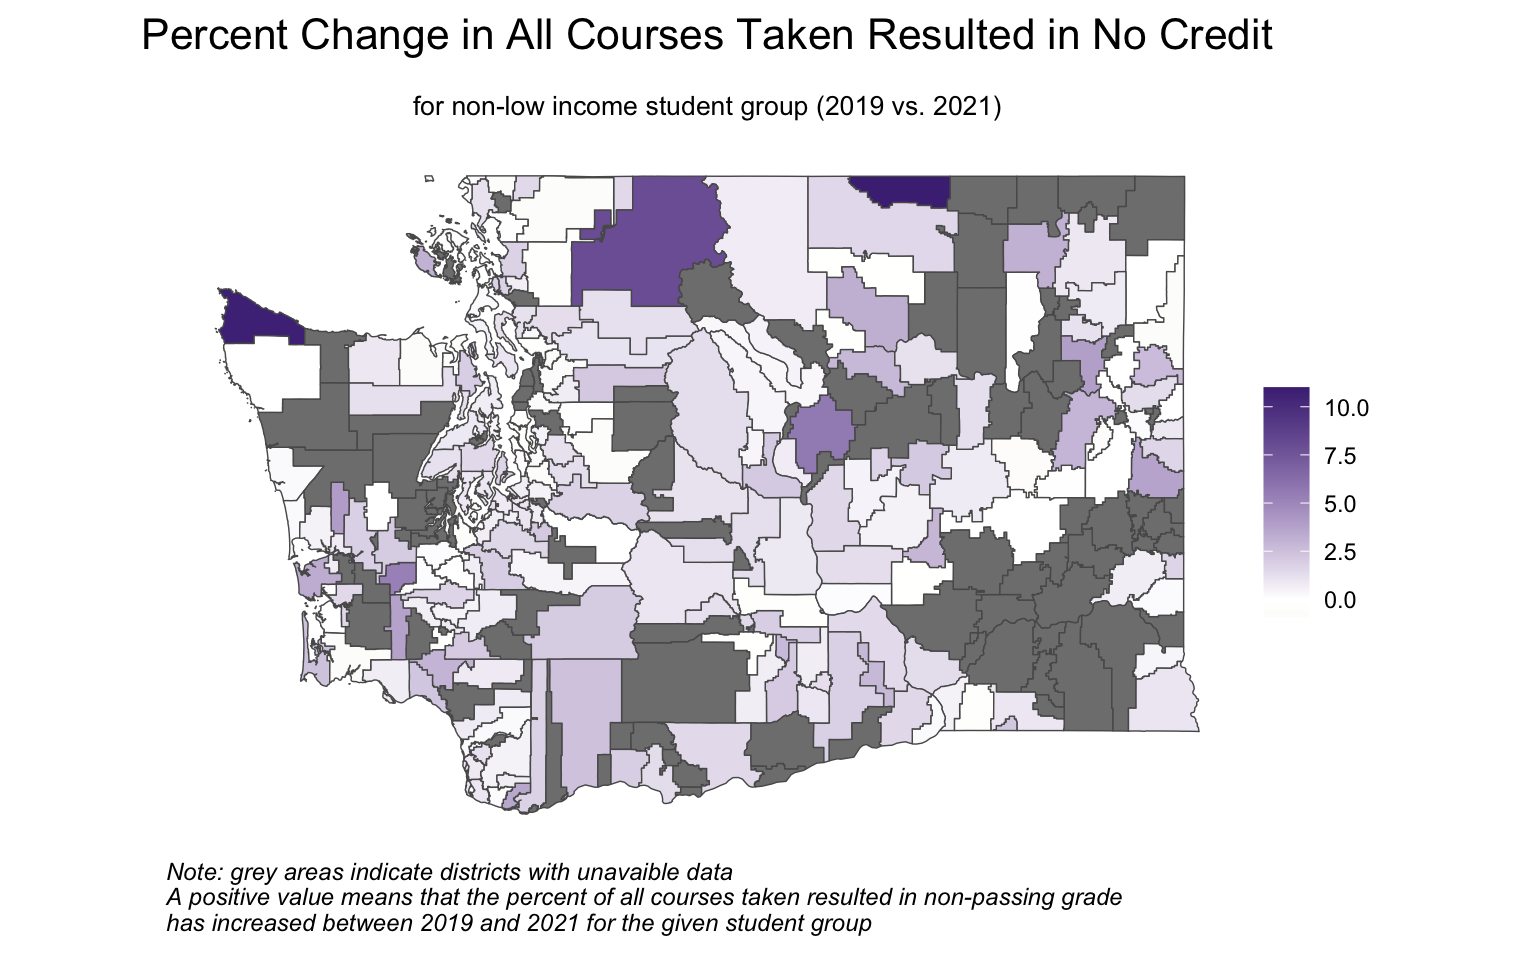 Percent Change in All Courses Taken Resulted in No Credit
for non-low income student group (2019 vs. 2021)
10.0
7.5
5.0
2.5
0.0
Note: grey areas indicate districts with unavaible data
A positive value means that the percent of all courses taken resulted in non-passing grade
has increased between 2019 and 2021 for the given student group